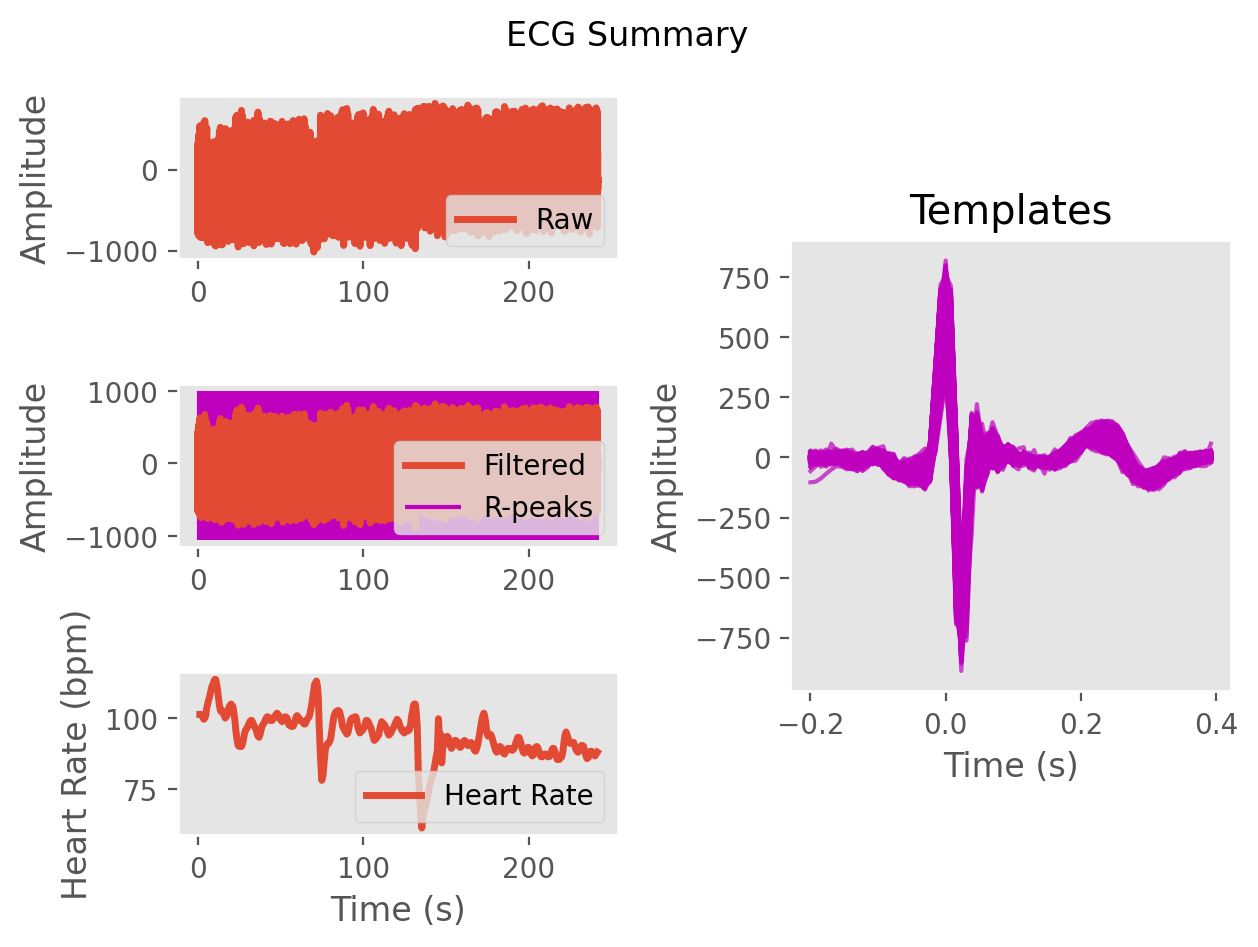 ECG Summary
Amplitude
0
−1000
Raw
0
100
200
Amplitude
1000
0
−1000
Filtered
R-peaks
0
100
200
Heart Rate (bpm)
100
75
Heart Rate
0
100
200
Time (s)
Templates
Amplitude
750
500
250
0
−250
−500
−750
−0.2
0.0
0.2
0.4
Time (s)